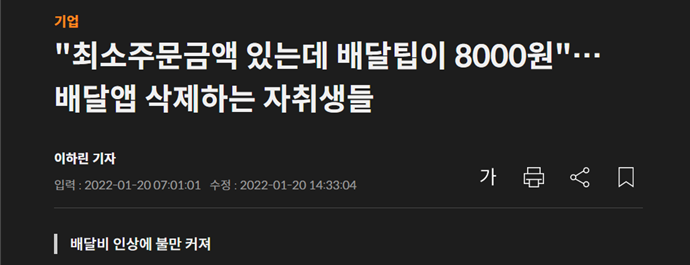 기업
"최소주문금액 있는데 배달팁이 8000원"…
배달앱 삭제하는 자취생들
이하린 기자
입력 : 2022-01-20 07:01:01 수정 : 2022-01-20 14:33:04
가
배달비 인상에 불만 커져